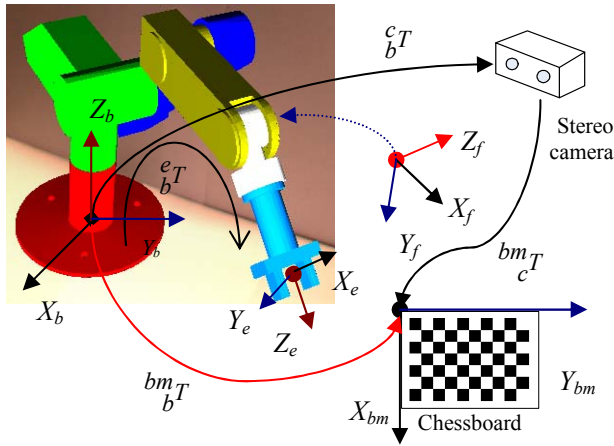 c
b T
Z_b
Stereo
camera
Z_f
e
b T
X_f
Y_b
Y_f
X_e
bm
c T
X_b
Y_e
Z_e
bm
b T
Y_bm
X_bm
Chessboard